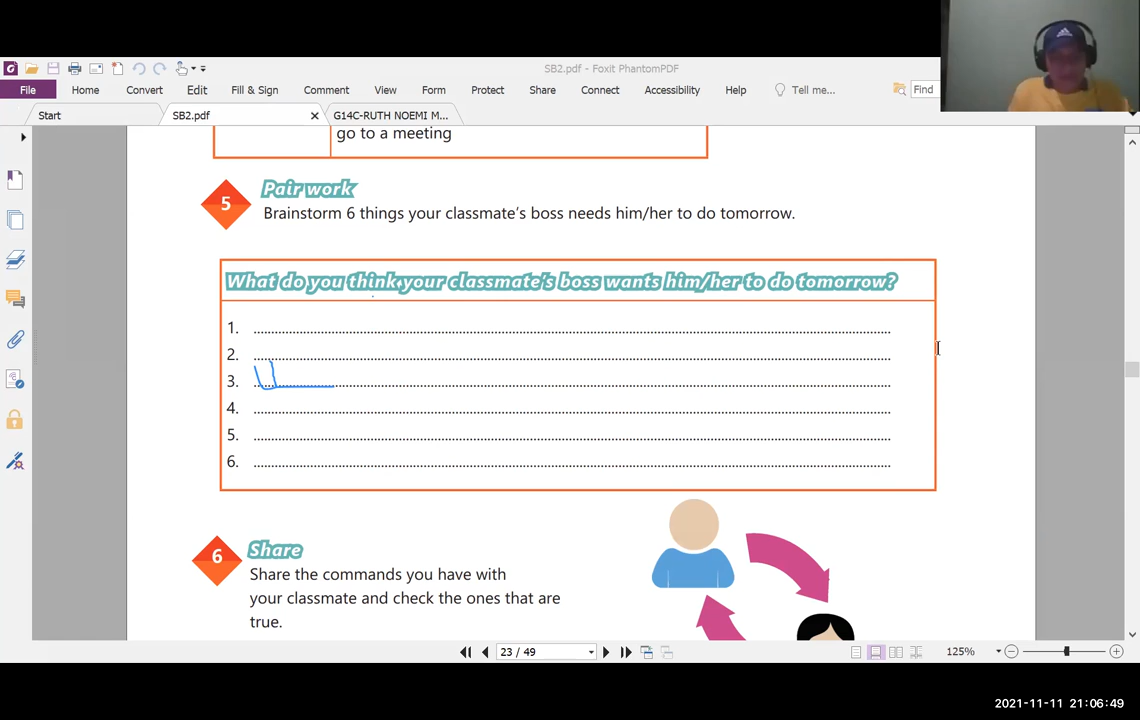 SB2.pdf - Foxit PhantomPDF
File Home Convert Edit Fill & Sign Comment View Form Protect Share Connect Accessibility Help Tell me... Find
Start SB2.pdf G14C-RUTH NOEMI M...
go to a meeting
5 Pair work
Brainstorm 6 things your classmate's boss needs him/her to do tomorrow.
What do you think your classmate's boss wants him/her to do tomorrow?
1. ........................................
2. ........................................
3. ........................................
4. ........................................
5. ........................................
6. ........................................
6 Share
Share the commands you have with
your classmate and check the ones that are
true.
23 / 49
125%
2021-11-11 21:06:49